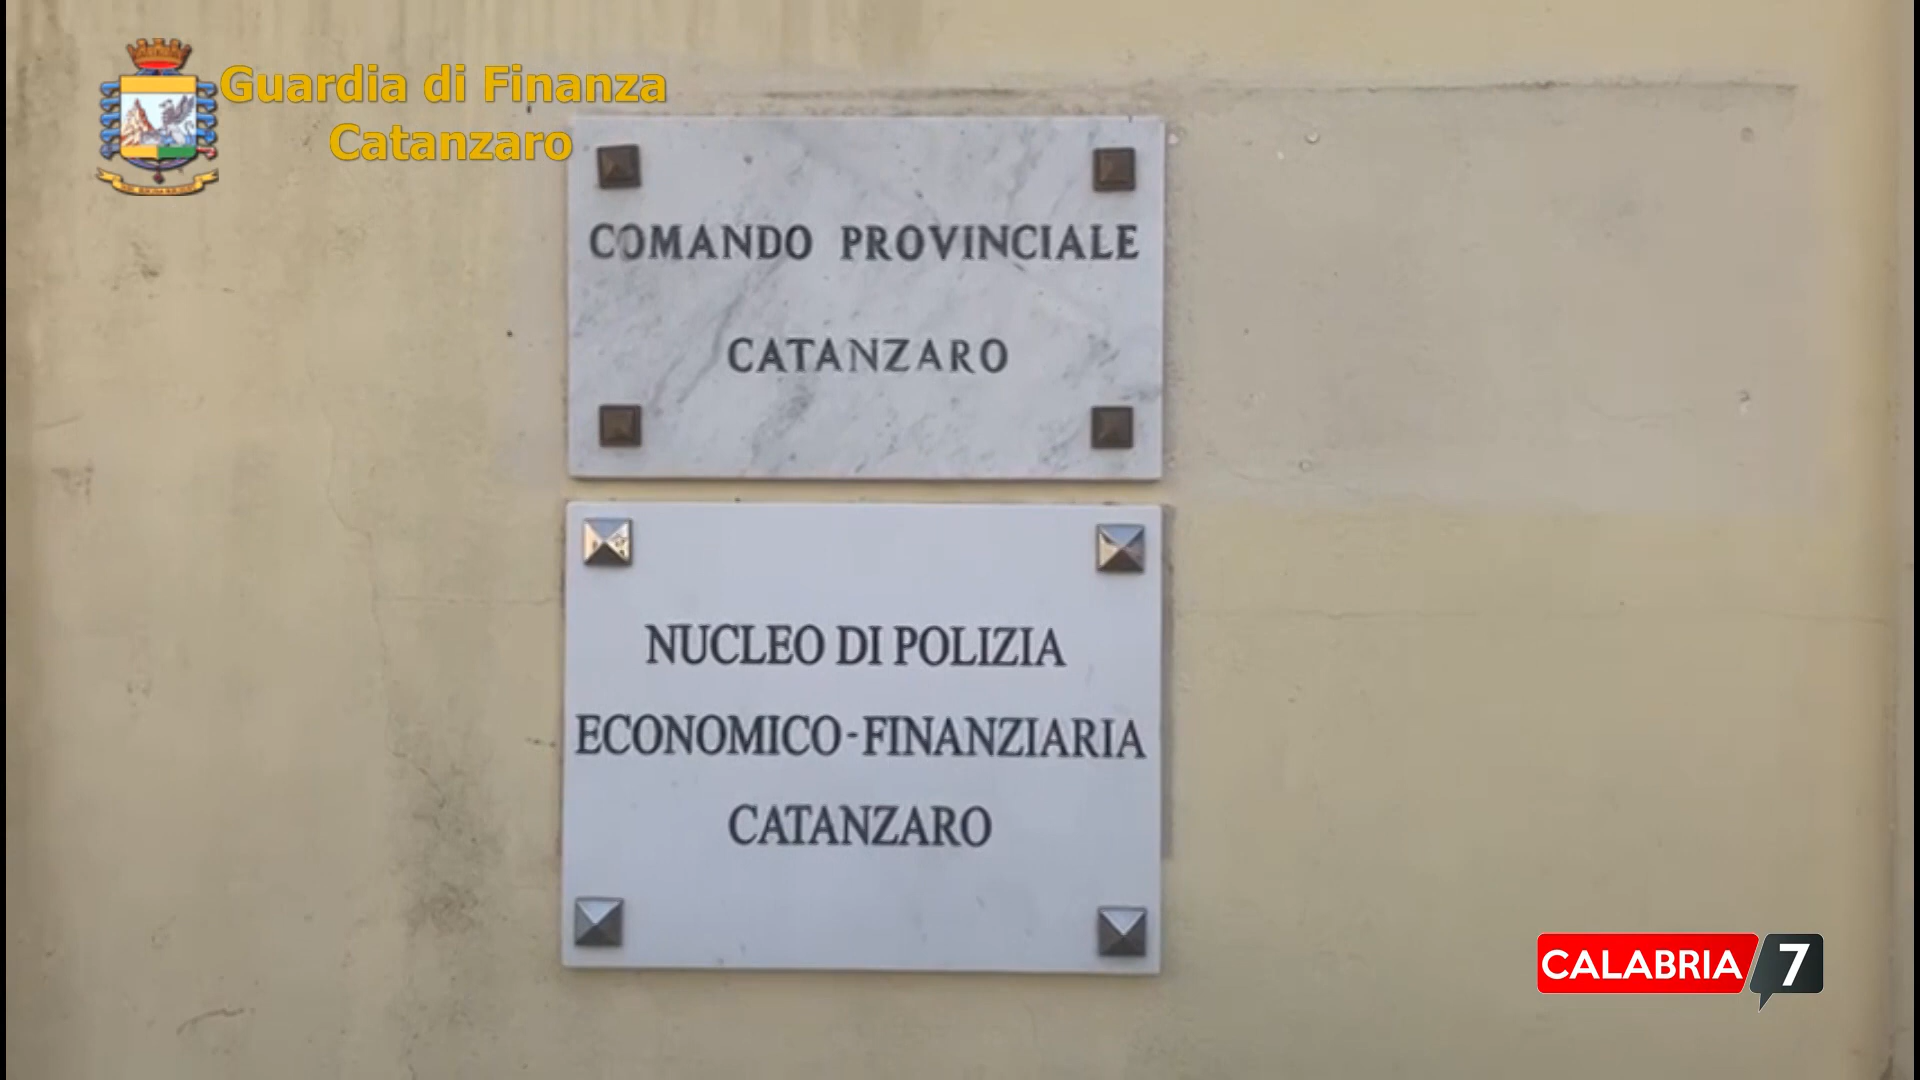 Guardia di Finanza
Catanzaro
COMANDO PROVINCIALE
CATANZARO
NUCLEO DI POLIZIA
ECONOMICO-FINANZIARIA
CATANZARO
CALABRIA 7